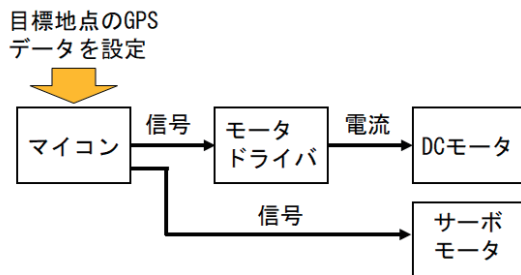 目標地点のGPS
データを設定
マイコン
信号
モータ
ドライバ
電流
DCモータ
信号
サーボ
モータ